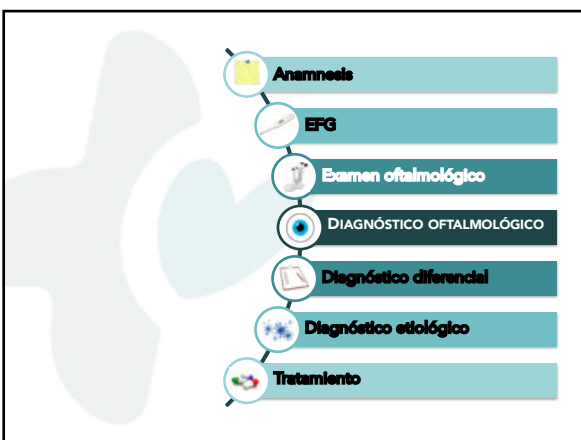 Anamnesis
EFG
Examen oftalmológico
DIAGNÓSTICO OFTALMOLÓGICO
Diagnóstico diferencial
Diagnóstico etiológico
Tratamiento